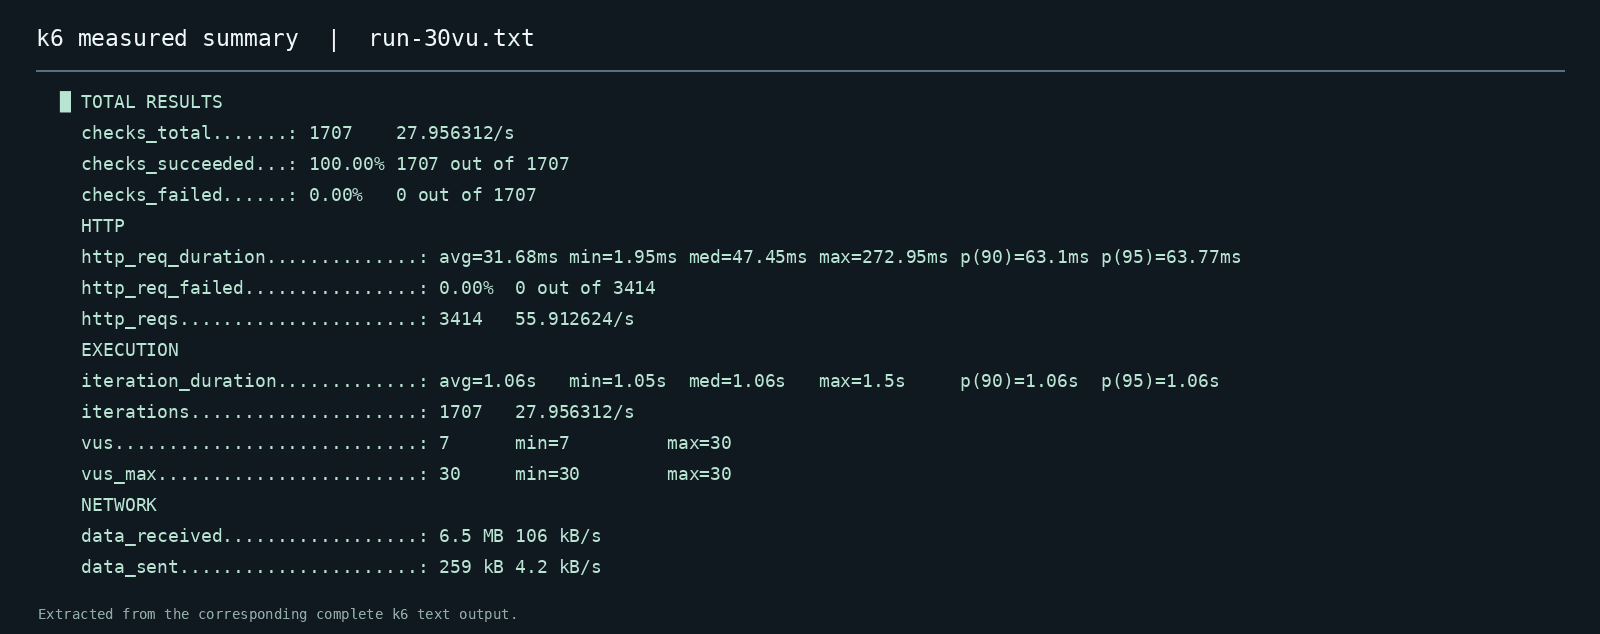 k6 measured summary  |  run-30vu.txt
█ TOTAL RESULTS
checks_total.......: 1707    27.956312/s
checks_succeeded...: 100.00% 1707 out of 1707
checks_failed......: 0.00%   0 out of 1707
HTTP
http_req_duration..............: avg=31.68ms min=1.95ms med=47.45ms max=272.95ms p(90)=63.1ms p(95)=63.77ms
http_req_failed................: 0.00%  0 out of 3414
http_reqs......................: 3414   55.912624/s
EXECUTION
iteration_duration.............: avg=1.06s   min=1.05s  med=1.06s   max=1.5s     p(90)=1.06s  p(95)=1.06s
iterations.....................: 1707   27.956312/s
vus............................: 7      min=7         max=30
vus_max........................: 30     min=30        max=30
NETWORK
data_received..................: 6.5 MB 106 kB/s
data_sent......................: 259 kB 4.2 kB/s
Extracted from the corresponding complete k6 text output.